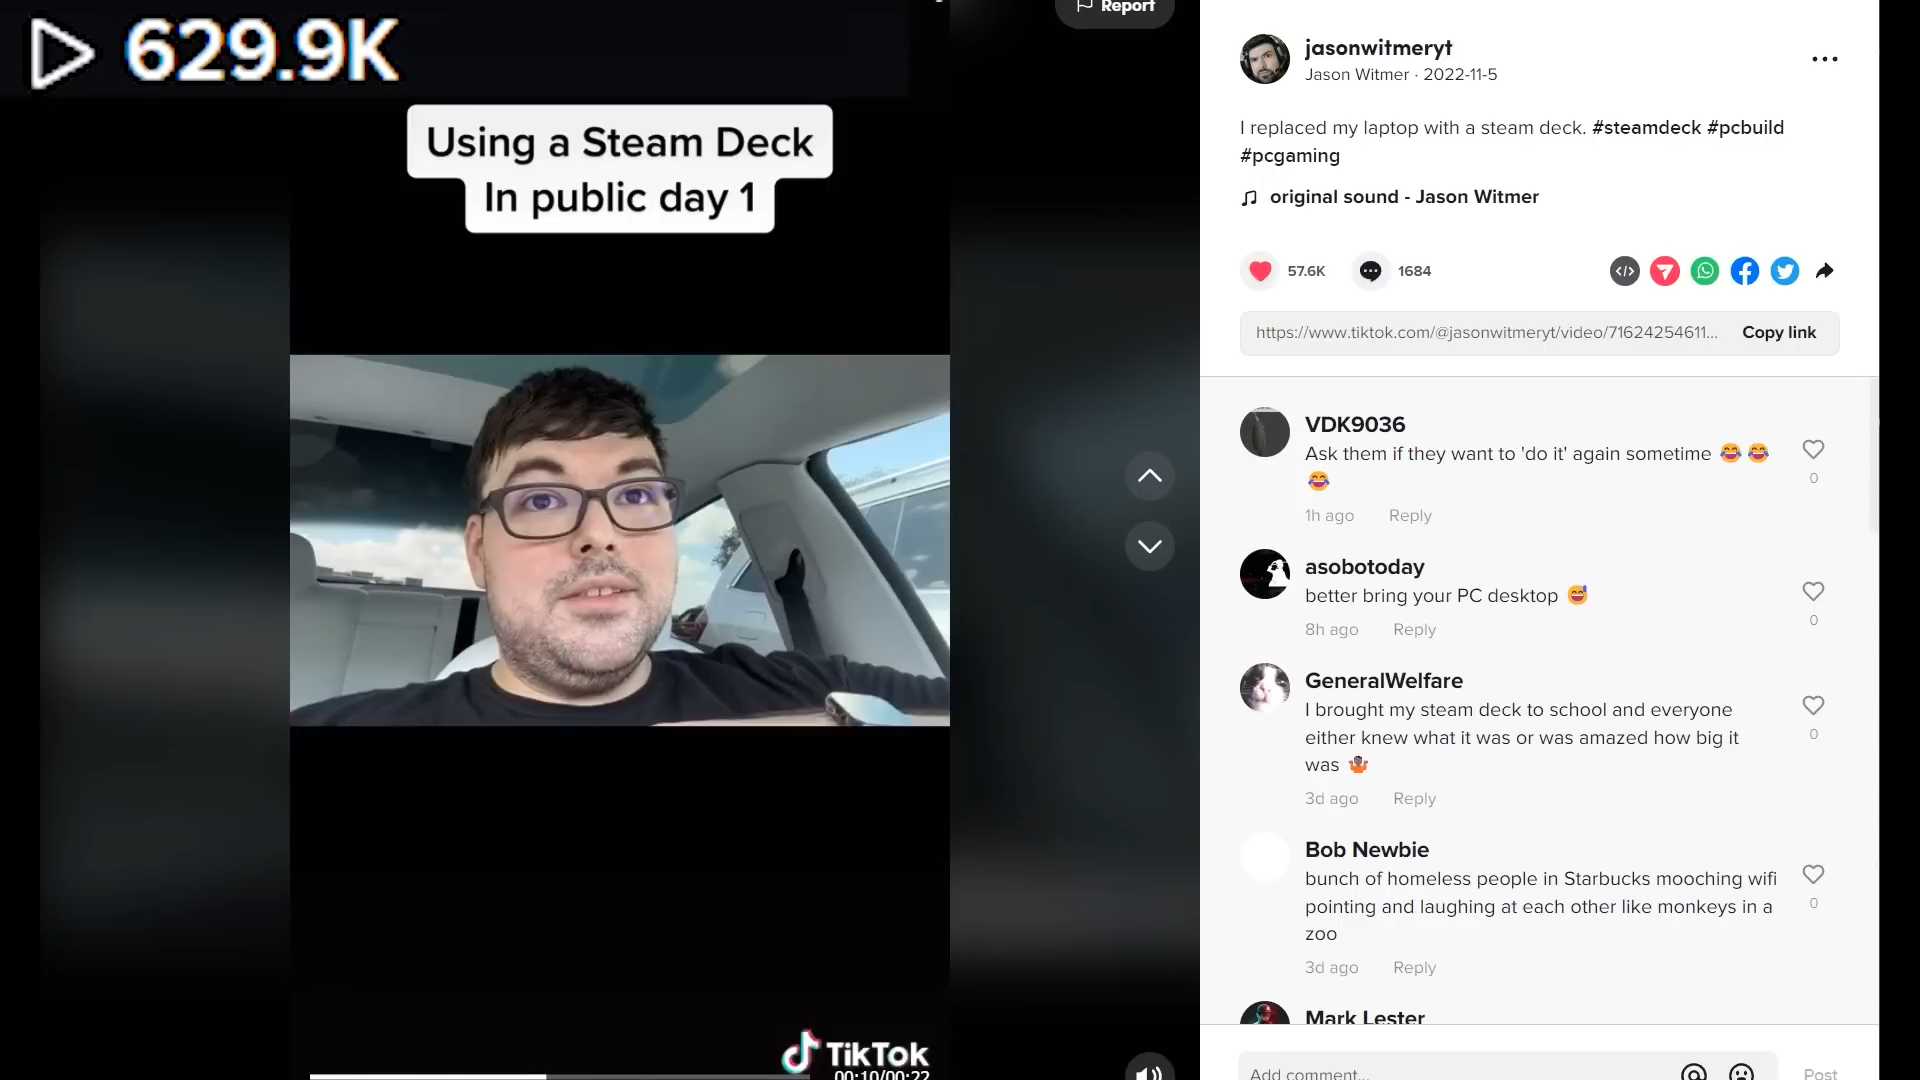 629.9K
Report
Using a Steam Deck
In public day 1
TikTok
00:10/00:22
jasonwitmeryt
Jason Witmer · 2022-11-5
I replaced my laptop with a steam deck. #steamdeck #pcbuild
#pcgaming
original sound - Jason Witmer
57.6K
1684
https://www.tiktok.com/@jasonwitmeryt/video/71624254611... Copy link
VDK9036
Ask them if they want to 'do it' again sometime 😂 😂
😂
0
1h ago Reply
asobotoday
better bring your PC desktop 😅
0
8h ago Reply
GeneralWelfare
I brought my steam deck to school and everyone
either knew what it was or was amazed how big it
was 🤷🏾
0
3d ago Reply
Bob Newbie
bunch of homeless people in Starbucks mooching wifi
pointing and laughing at each other like monkeys in a
zoo
0
3d ago Reply
Mark Lester
Add comment... Post